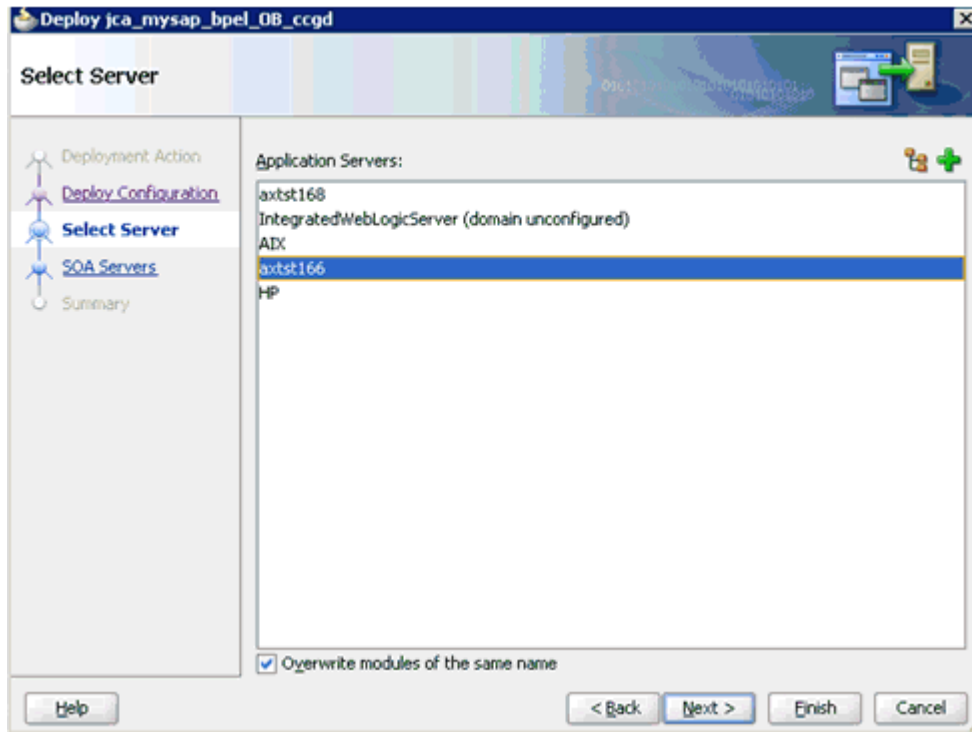 Deploy jca_mysap_bpel_OB_ccgd
Select Server
Deployment Action
Deploy Configuration
Select Server
SOA Servers
Summary
Application Servers:
axtst168
IntegratedWebLogicServer (domain unconfigured)
AIX
axtst166
HP
Overwrite modules of the same name
Help
< Back
Next >
Finish
Cancel